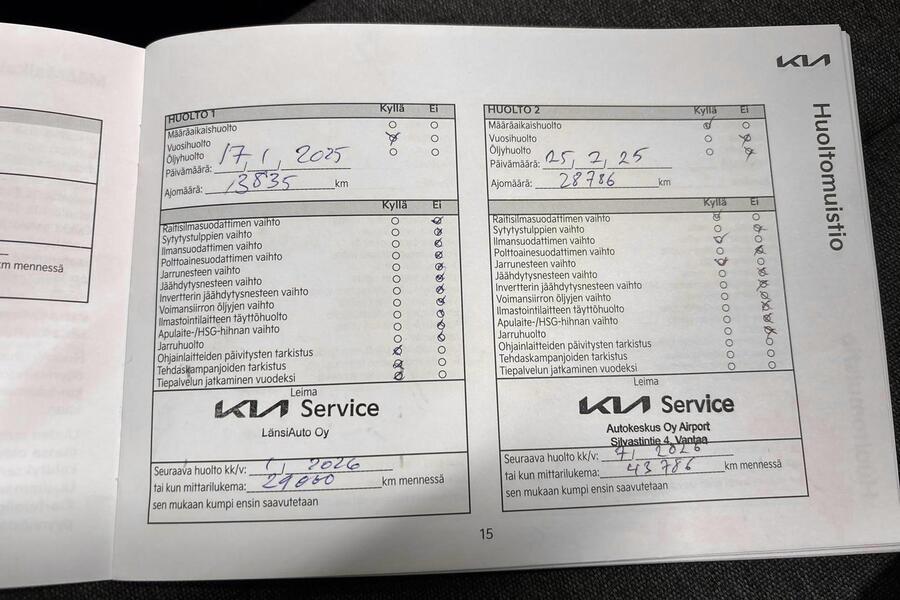 km mennessä
KIA
Huoltomuistio
HUOLTO 1 Kyllä Ei
Määräaikaishuolto
Vuosihuolto
Öljyhuolto
Päivämäärä: 17, 1, 2025
Ajomäärä: 13835 km
Kyllä Ei
Raitisilmasuodattimen vaihto
Sytytystulppien vaihto
Ilmansuodattimen vaihto
Polttoainesuodattimen vaihto
Jarrunesteen vaihto
Jäähdytysnesteen vaihto
Invertterin jäähdytysnesteen vaihto
Voimansiirron öljyjen vaihto
Ilmastointilaitteen täyttöhuolto
Apulaite-/HSG-hihnan vaihto
Jarruhuolto
Ohjainlaitteiden päivitysten tarkistus
Tehdaskampanjoiden tarkistus
Tiepalvelun jatkaminen vuodeksi
Leima
KIA Service
LänsiAuto Oy
Seuraava huolto kk/v: 1, 2026
tai kun mittarilukema: 29000 km mennessä
sen mukaan kumpi ensin saavutetaan
HUOLTO 2 Kyllä Ei
Määräaikaishuolto
Vuosihuolto
Öljyhuolto
Päivämäärä: 25, 2, 25
Ajomäärä: 28786 km
Kyllä Ei
Raitisilmasuodattimen vaihto
Sytytystulppien vaihto
Ilmansuodattimen vaihto
Polttoainesuodattimen vaihto
Jarrunesteen vaihto
Jäähdytysnesteen vaihto
Invertterin jäähdytysnesteen vaihto
Voimansiirron öljyjen vaihto
Ilmastointilaitteen täyttöhuolto
Apulaite-/HSG-hihnan vaihto
Jarruhuolto
Ohjainlaitteiden päivitysten tarkistus
Tehdaskampanjoiden tarkistus
Tiepalvelun jatkaminen vuodeksi
Leima
KIA Service
Autokeskus Oy Airport
Silvastintie 4, Vantaa
Seuraava huolto kk/v: 7, 2026
tai kun mittarilukema: 43786 km mennessä
sen mukaan kumpi ensin saavutetaan
15